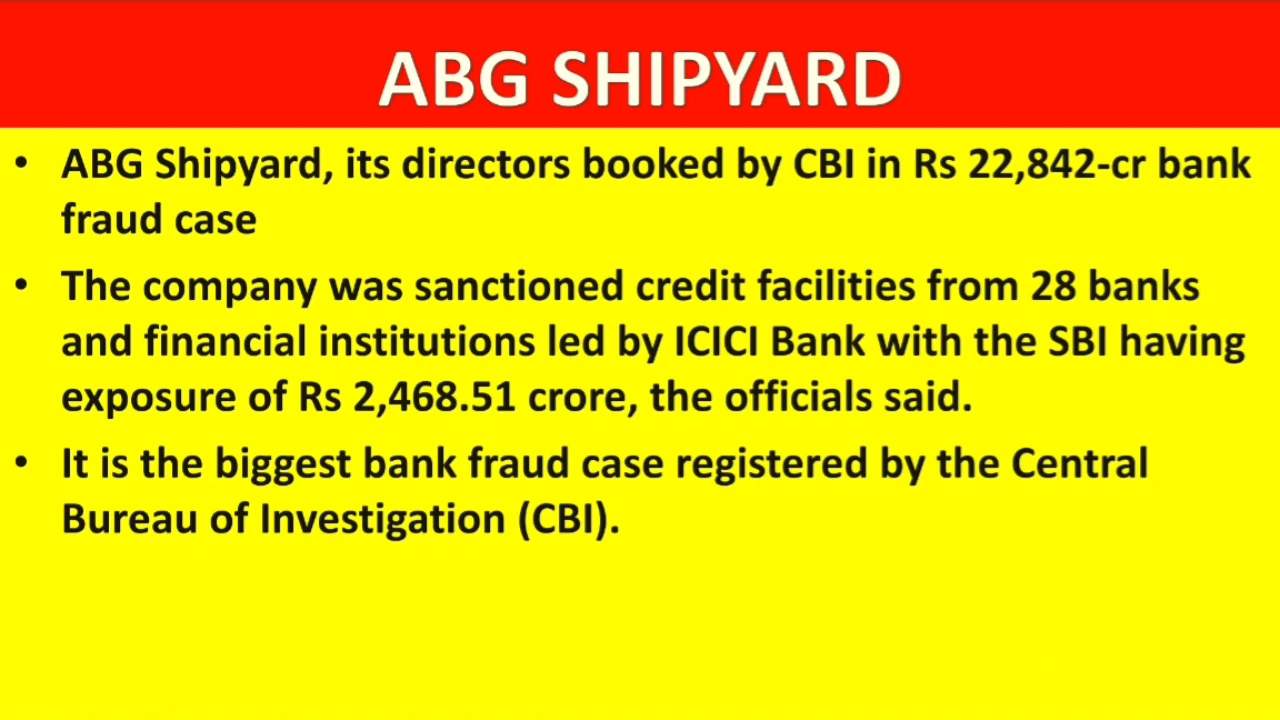 ABG SHIPYARD
• ABG Shipyard, its directors booked by CBI in Rs 22,842-cr bank
fraud case
• The company was sanctioned credit facilities from 28 banks
and financial institutions led by ICICI Bank with the SBI having
exposure of Rs 2,468.51 crore, the officials said.
• It is the biggest bank fraud case registered by the Central
Bureau of Investigation (CBI).